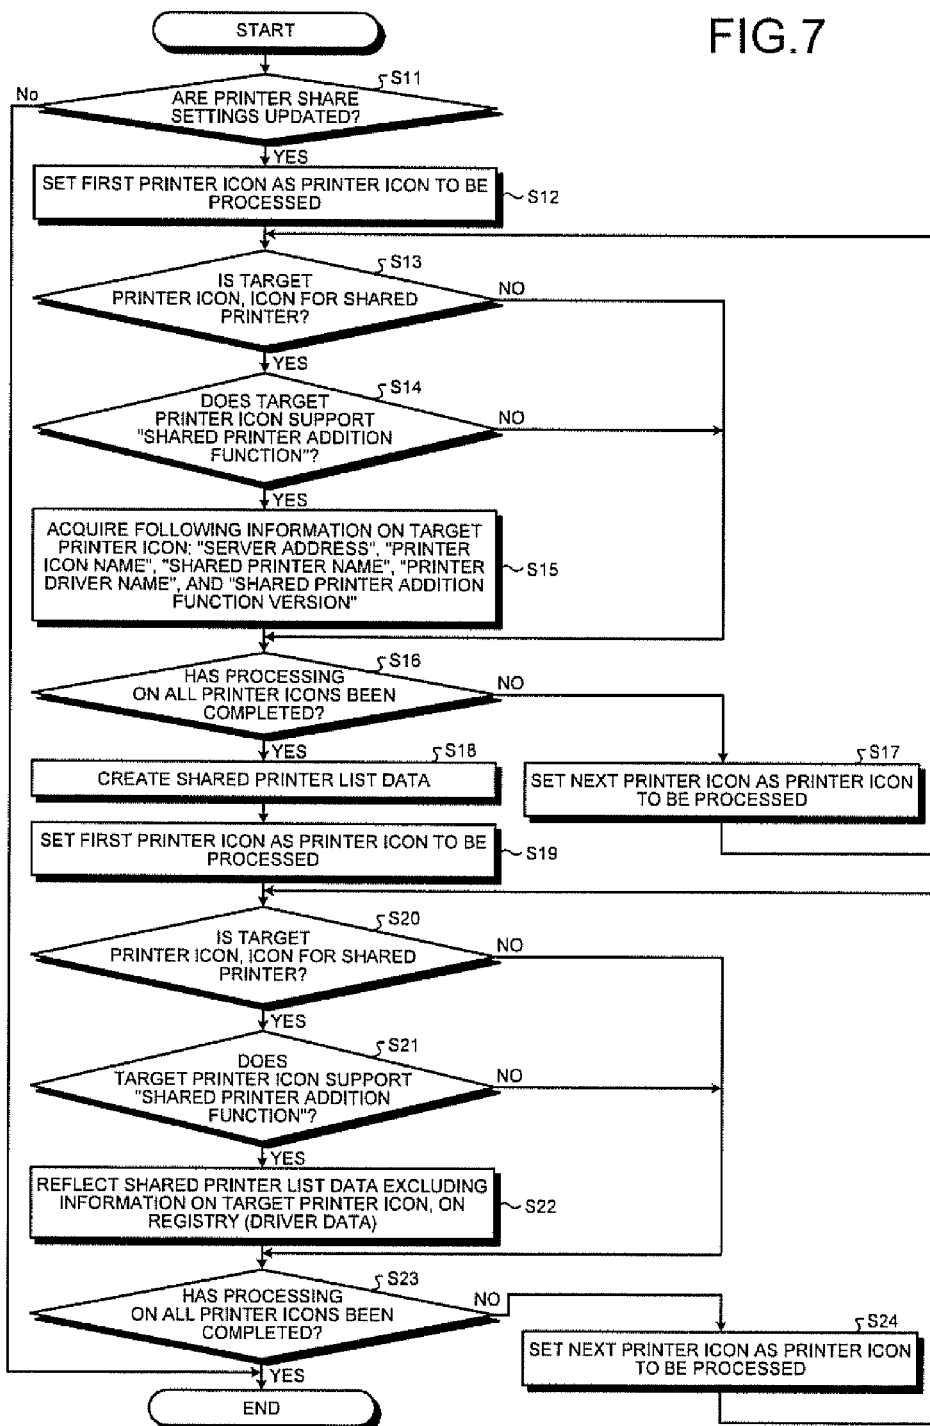 FIG.7
START
S11
No
ARE PRINTER SHARE
SETTINGS UPDATED?
YES
SET FIRST PRINTER ICON AS PRINTER ICON TO BE
PROCESSED
S12
S13
IS TARGET
PRINTER ICON, ICON FOR SHARED
PRINTER?
NO
YES
S14
DOES TARGET
PRINTER ICON SUPPORT
"SHARED PRINTER ADDITION
FUNCTION"?
NO
YES
ACQUIRE FOLLOWING INFORMATION ON TARGET
PRINTER ICON: "SERVER ADDRESS", "PRINTER
ICON NAME", "SHARED PRINTER NAME", "PRINTER
DRIVER NAME", AND "SHARED PRINTER ADDITION
FUNCTION VERSION"
S15
S16
HAS PROCESSING
ON ALL PRINTER ICONS BEEN
COMPLETED?
NO
YES
S18
CREATE SHARED PRINTER LIST DATA
S17
SET NEXT PRINTER ICON AS PRINTER ICON
TO BE PROCESSED
SET FIRST PRINTER ICON AS PRINTER ICON TO BE
PROCESSED
S19
S20
IS TARGET
PRINTER ICON, ICON FOR SHARED
PRINTER?
NO
YES
S21
DOES
TARGET PRINTER ICON SUPPORT
"SHARED PRINTER ADDITION
FUNCTION"?
NO
YES
REFLECT SHARED PRINTER LIST DATA EXCLUDING
INFORMATION ON TARGET PRINTER ICON, ON
REGISTRY (DRIVER DATA)
S22
S23
HAS PROCESSING
ON ALL PRINTER ICONS BEEN
COMPLETED?
NO
S24
SET NEXT PRINTER ICON AS PRINTER ICON
TO BE PROCESSED
YES
END